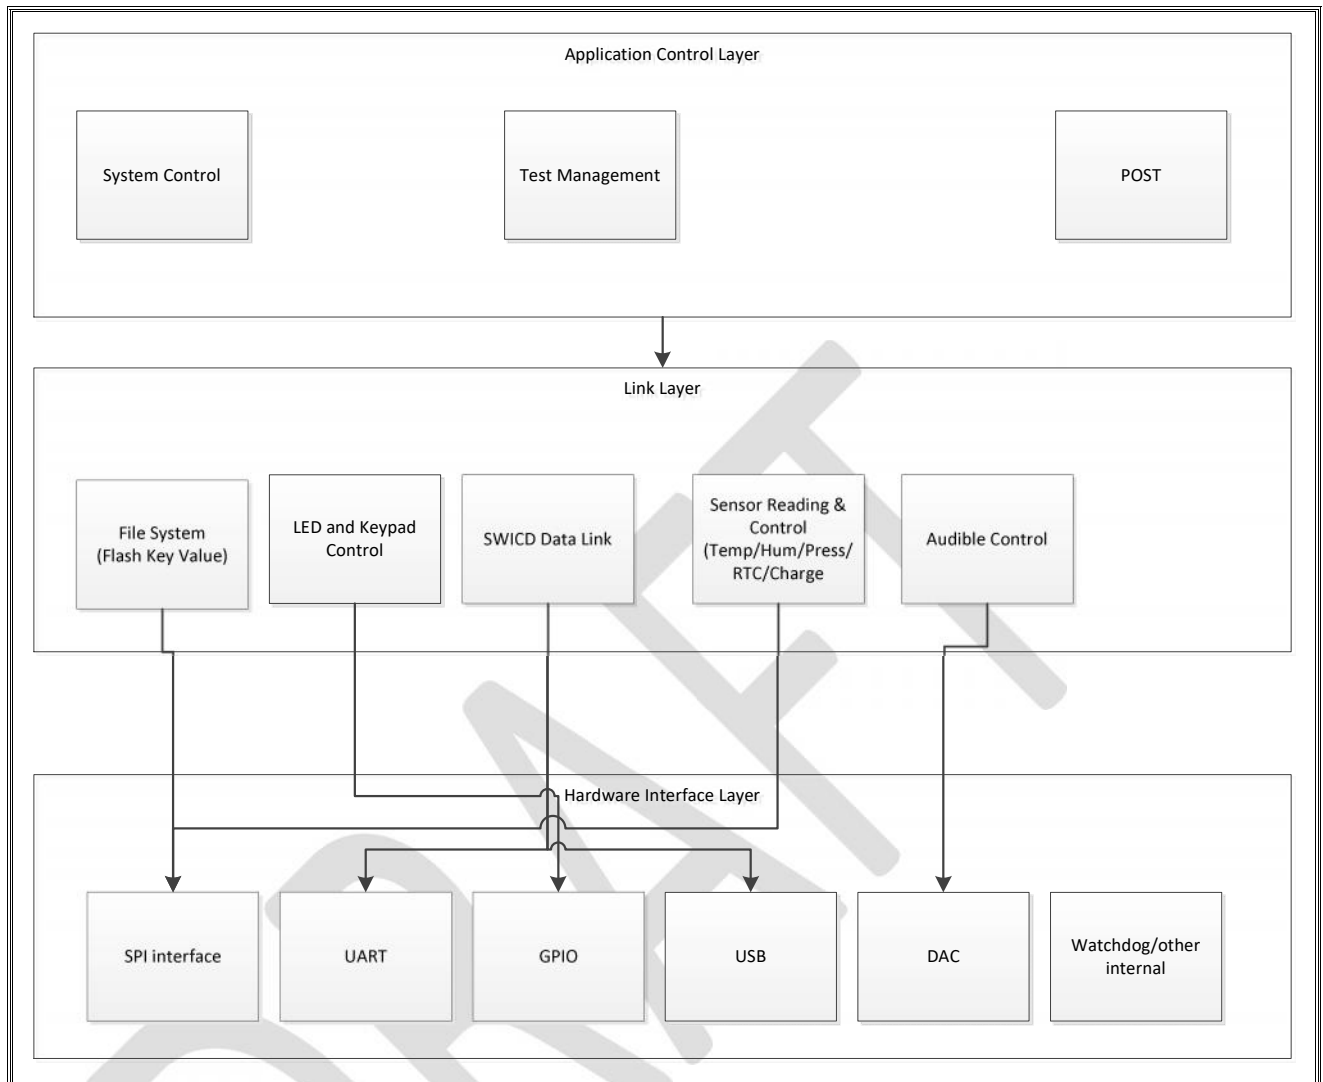 Application Control Layer
System Control
Test Management
POST
Link Layer
File System
(Flash Key Value)
LED and Keypad
Control
SWICD Data Link
Sensor Reading &
Control
(Temp/Hum/Press/
RTC/Charge
Audible Control
Hardware Interface Layer
SPI interface
UART
GPIO
USB
DAC
Watchdog/other
internal
DRAFT